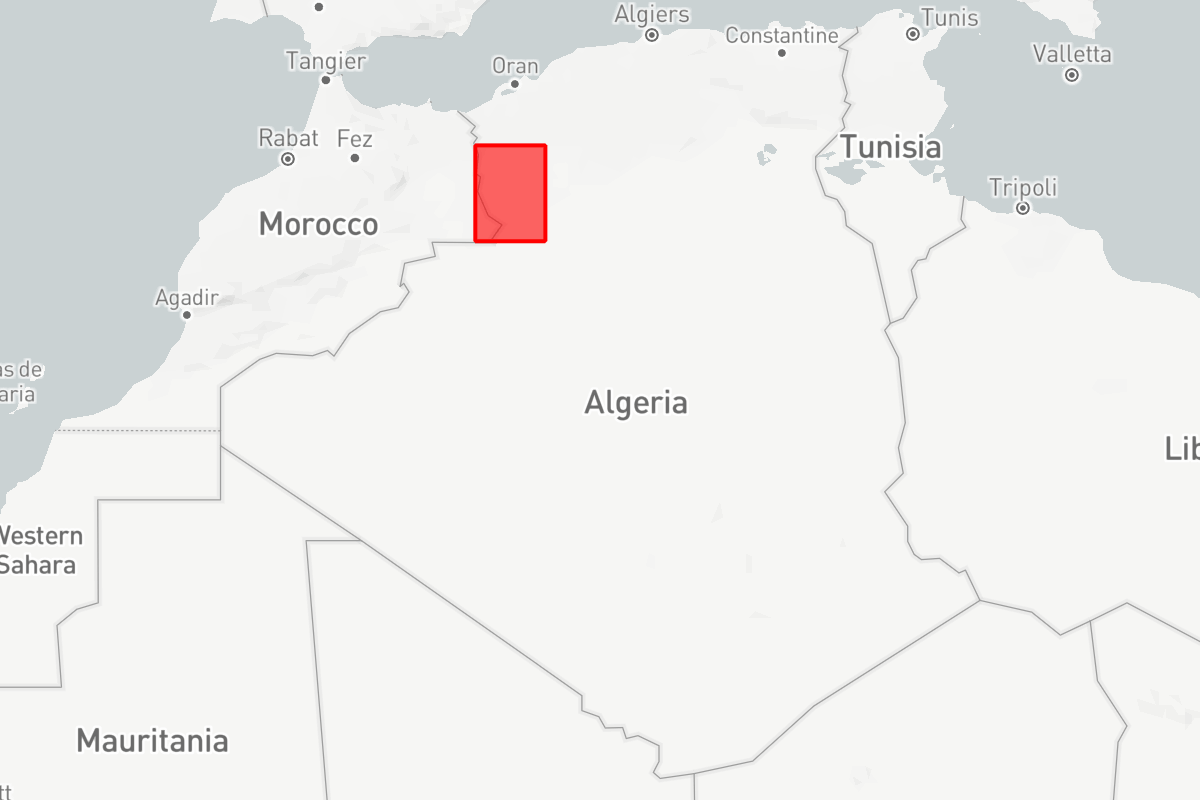 Algiers
Tunis
Constantine
Valletta
Tangier
Oran
Rabat
Fez
Tunisia
Tripoli
Morocco
Agadir
as de
aria
Algeria
Lib
Western
Sahara
Mauritania
tt